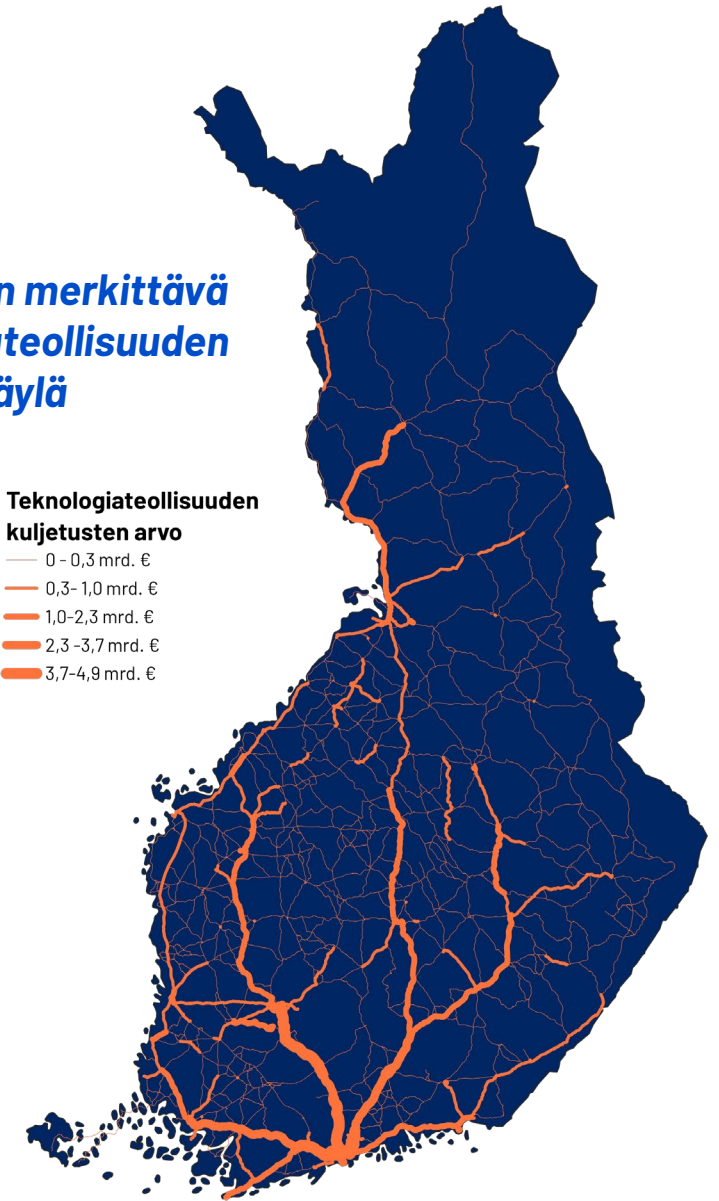 n merkittävä
teollisuuden
äylä
Teknologiateollisuuden
kuljetusten arvo
0 - 0,3 mrd. €
0,3- 1,0 mrd. €
1,0-2,3 mrd. €
2,3 -3,7 mrd. €
3,7-4,9 mrd. €